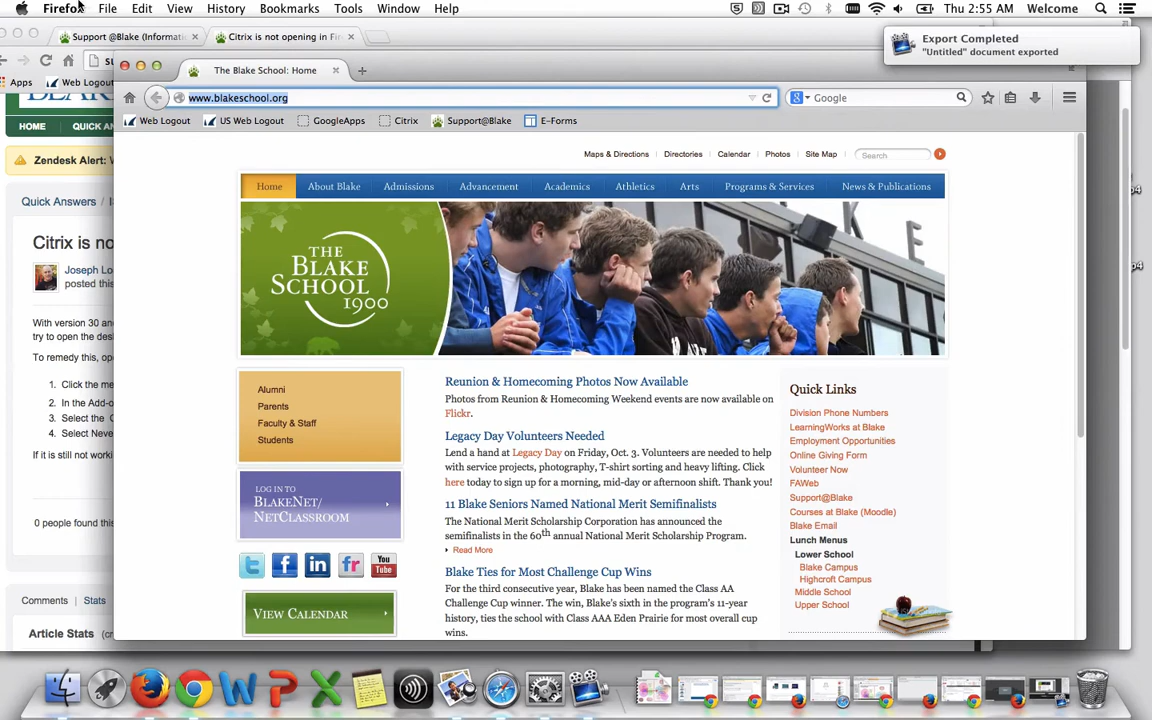 Firefox File Edit View History Bookmarks Tools Window Help Thu 2:55 AM Welcome
Support @Blake (Informati
Citrix is not opening in F
Export Completed
"Untitled" document exported
The Blake School: Home
www.blakeschool.org
Google
Apps Web Logout
Web Logout US Web Logout GoogleApps Citrix Support@Blake E-Forms
HOME QUICK AN
Maps & Directions Directories Calendar Photos Site Map Search
Zendesk Alert:
Home About Blake Admissions Advancement Academics Athletics Arts Programs & Services News & Publications
Quick Answers /
Citrix is no
Joseph Lo
posted this
THE
BLAKE
SCHOOL
1900
With version 30 an
try to open the des
To remedy this, op
1. Click the me
2. In the Add-o
3. Select the C
4. Select Neve
If it is still not worki
0 people found this
Comments Stats
Article Stats
Alumni
Parents
Faculty & Staff
Students
LOG IN TO
BLAKENET/
NETCLASSROOM
You
Tube
VIEW CALENDAR
Reunion & Homecoming Photos Now Available
Photos from Reunion & Homecoming Weekend events are now available on
Flickr.
Legacy Day Volunteers Needed
Lend a hand at Legacy Day on Friday, Oct. 3. Volunteers are needed to help
with service projects, photography, T-shirt sorting and heavy lifting. Click
here today to sign up for a morning, mid-day or afternoon shift. Thank you!
11 Blake Seniors Named National Merit Semifinalists
The National Merit Scholarship Corporation has announced the
semifinalists in the 60th annual National Merit Scholarship Program.
Read More
Blake Ties for Most Challenge Cup Wins
For the third consecutive year, Blake has been named the Class AA
Challenge Cup winner. The win, Blake's sixth in the program's 11-year
history, ties the school with Class AAA Eden Prairie for most overall cup
wins.
Quick Links
Division Phone Numbers
LearningWorks at Blake
Employment Opportunities
Online Giving Form
Volunteer Now
FAWeb
Support@Blake
Courses at Blake (Moodle)
Blake Email
Lunch Menus
Lower School
Blake Campus
Highcroft Campus
Middle School
Upper School